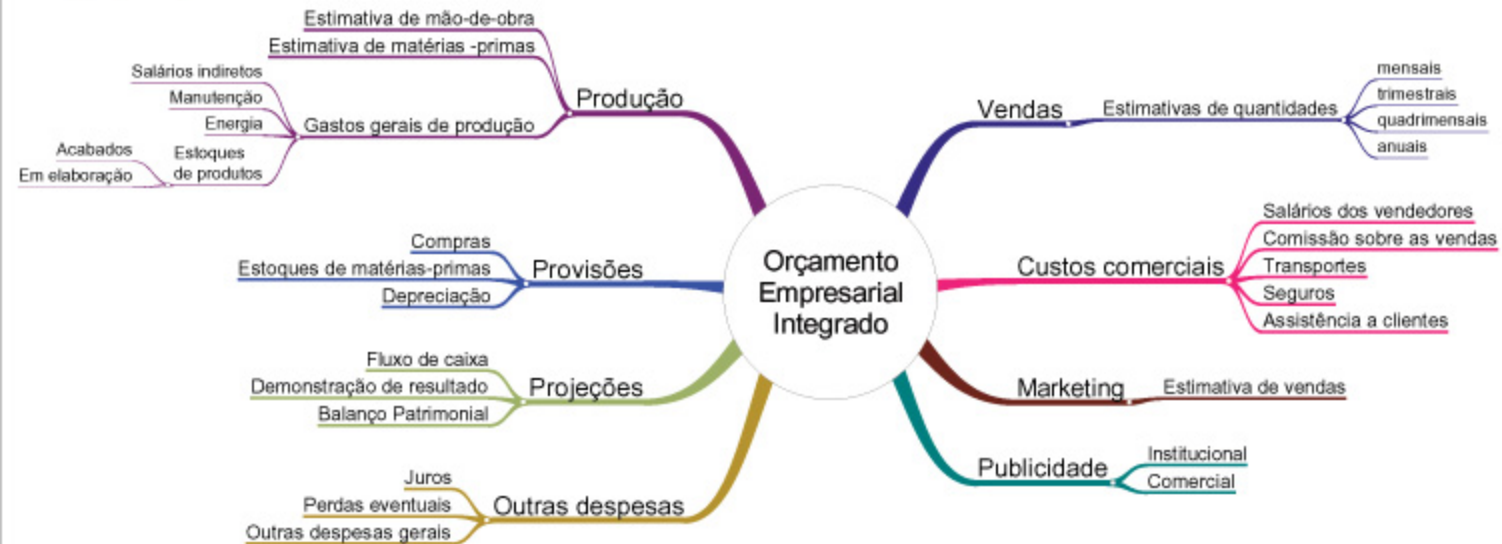 Orçamento
Empresarial
Integrado
Produção
Estimativa de mão-de-obra
Estimativa de matérias -primas
Gastos gerais de produção
Salários indiretos
Manutenção
Energia
Estoques
de produtos
Acabados
Em elaboração
Provisões
Compras
Estoques de matérias-primas
Depreciação
Projeções
Fluxo de caixa
Demonstração de resultado
Balanço Patrimonial
Outras despesas
Juros
Perdas eventuais
Outras despesas gerais
Vendas
Estimativas de quantidades
mensais
trimestrais
quadrimensais
anuais
Custos comerciais
Salários dos vendedores
Comissão sobre as vendas
Transportes
Seguros
Assistência a clientes
Marketing
Estimativa de vendas
Publicidade
Institucional
Comercial